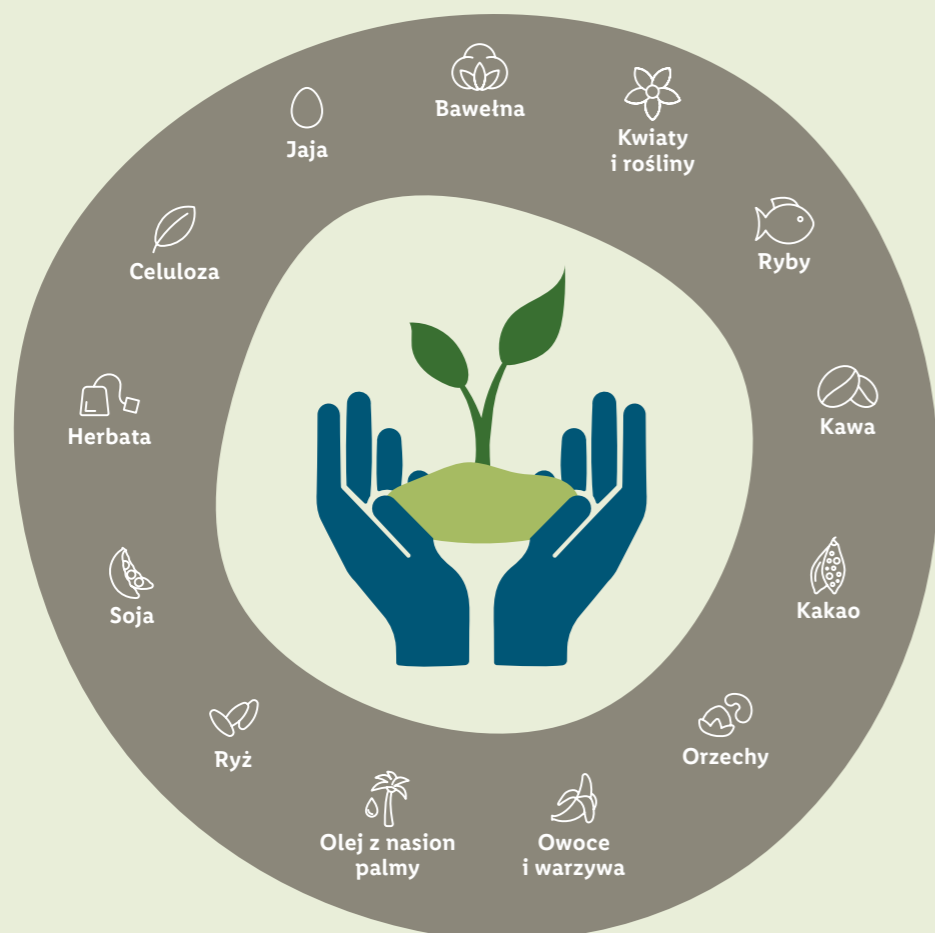 Bawełna
Kwiaty
i rośliny
Ryby
Kawa
Kakao
Orzechy
Owoce
i warzywa
Olej z nasion
palmy
Ryż
Soja
Herbata
Celuloza
Jaja